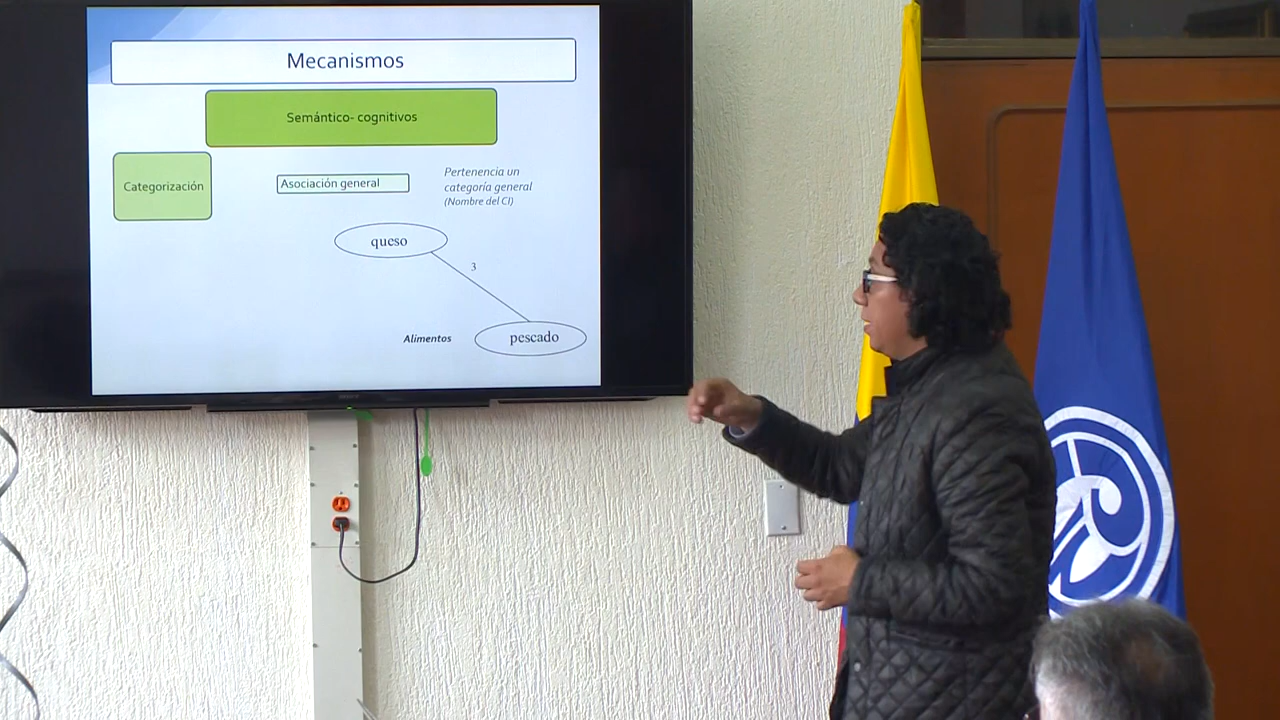 Mecanismos
Semántico- cognitivos
Categorización
Asociación general
Pertenencia un
categoría general
(Nombre del CI)
queso
3
Alimentos
pescado